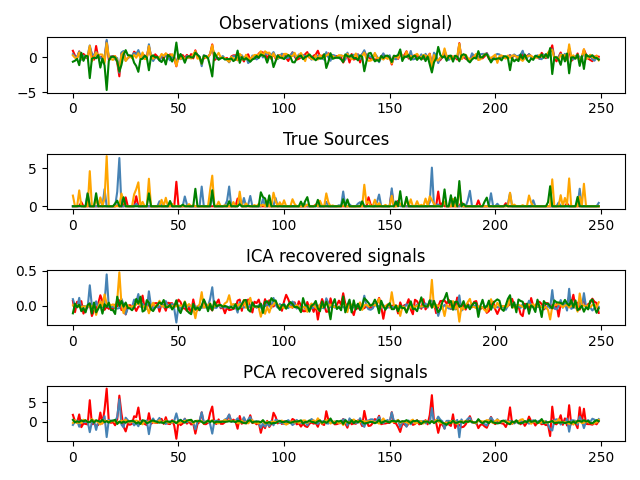 Observations (mixed signal)
0
−5
0 50 100 150 200 250
True Sources
5
0
0 50 100 150 200 250
ICA recovered signals
0.5
0.0
0 50 100 150 200 250
PCA recovered signals
5
0
0 50 100 150 200 250